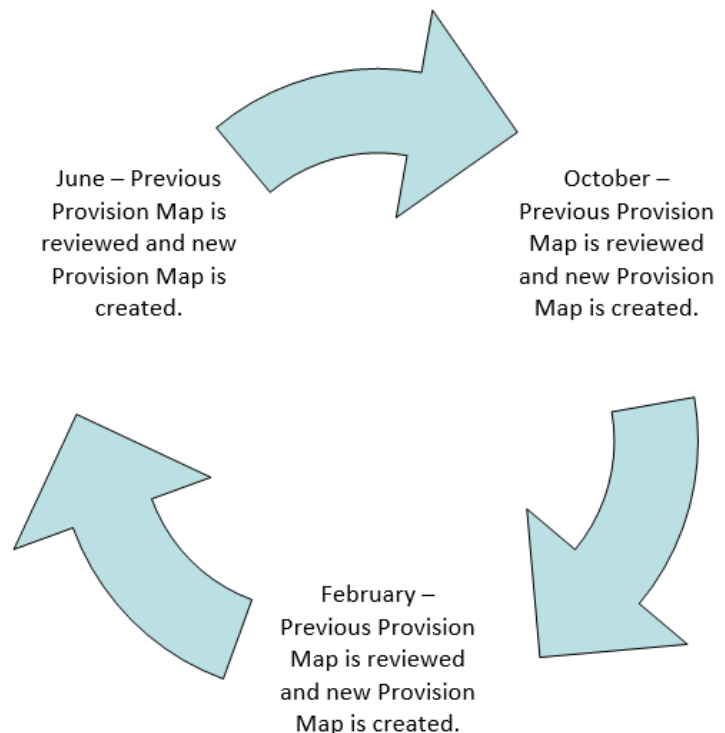 June – Previous
Provision Map is
reviewed and new
Provision Map is
created.
October –
Previous Provision
Map is reviewed
and new Provision
Map is created.
February –
Previous Provision
Map is reviewed
and new Provision
Map is created.